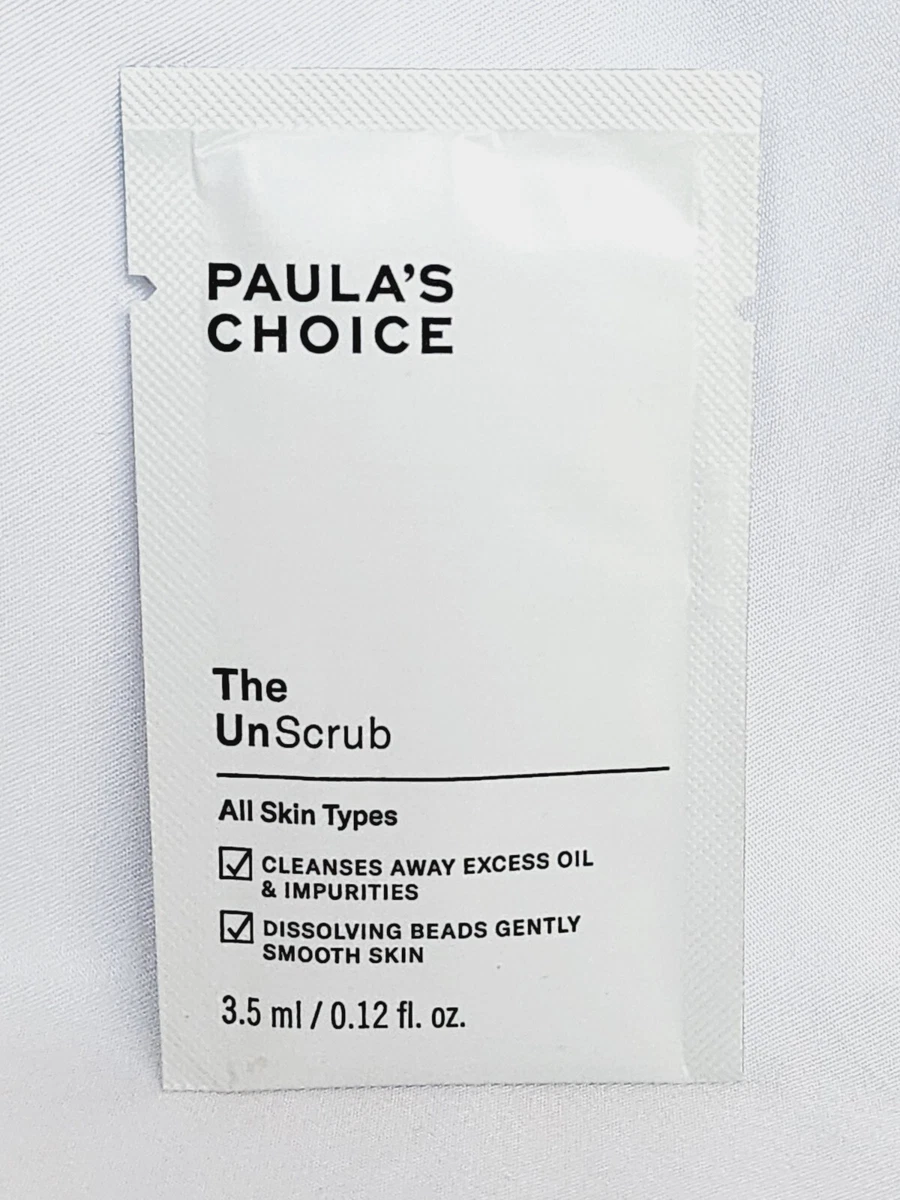 PAULA'S
CHOICE
The
UnScrub
All Skin Types
CLEANSES AWAY EXCESS OIL
& IMPURITIES
DISSOLVING BEADS GENTLY
SMOOTH SKIN
3.5 ml / 0.12 fl. oz.